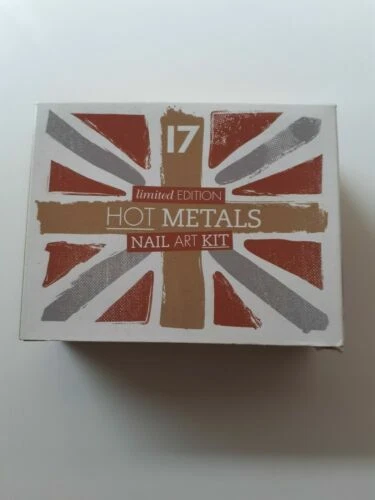 17
limited EDITION
HOT METALS
NAIL ART KIT